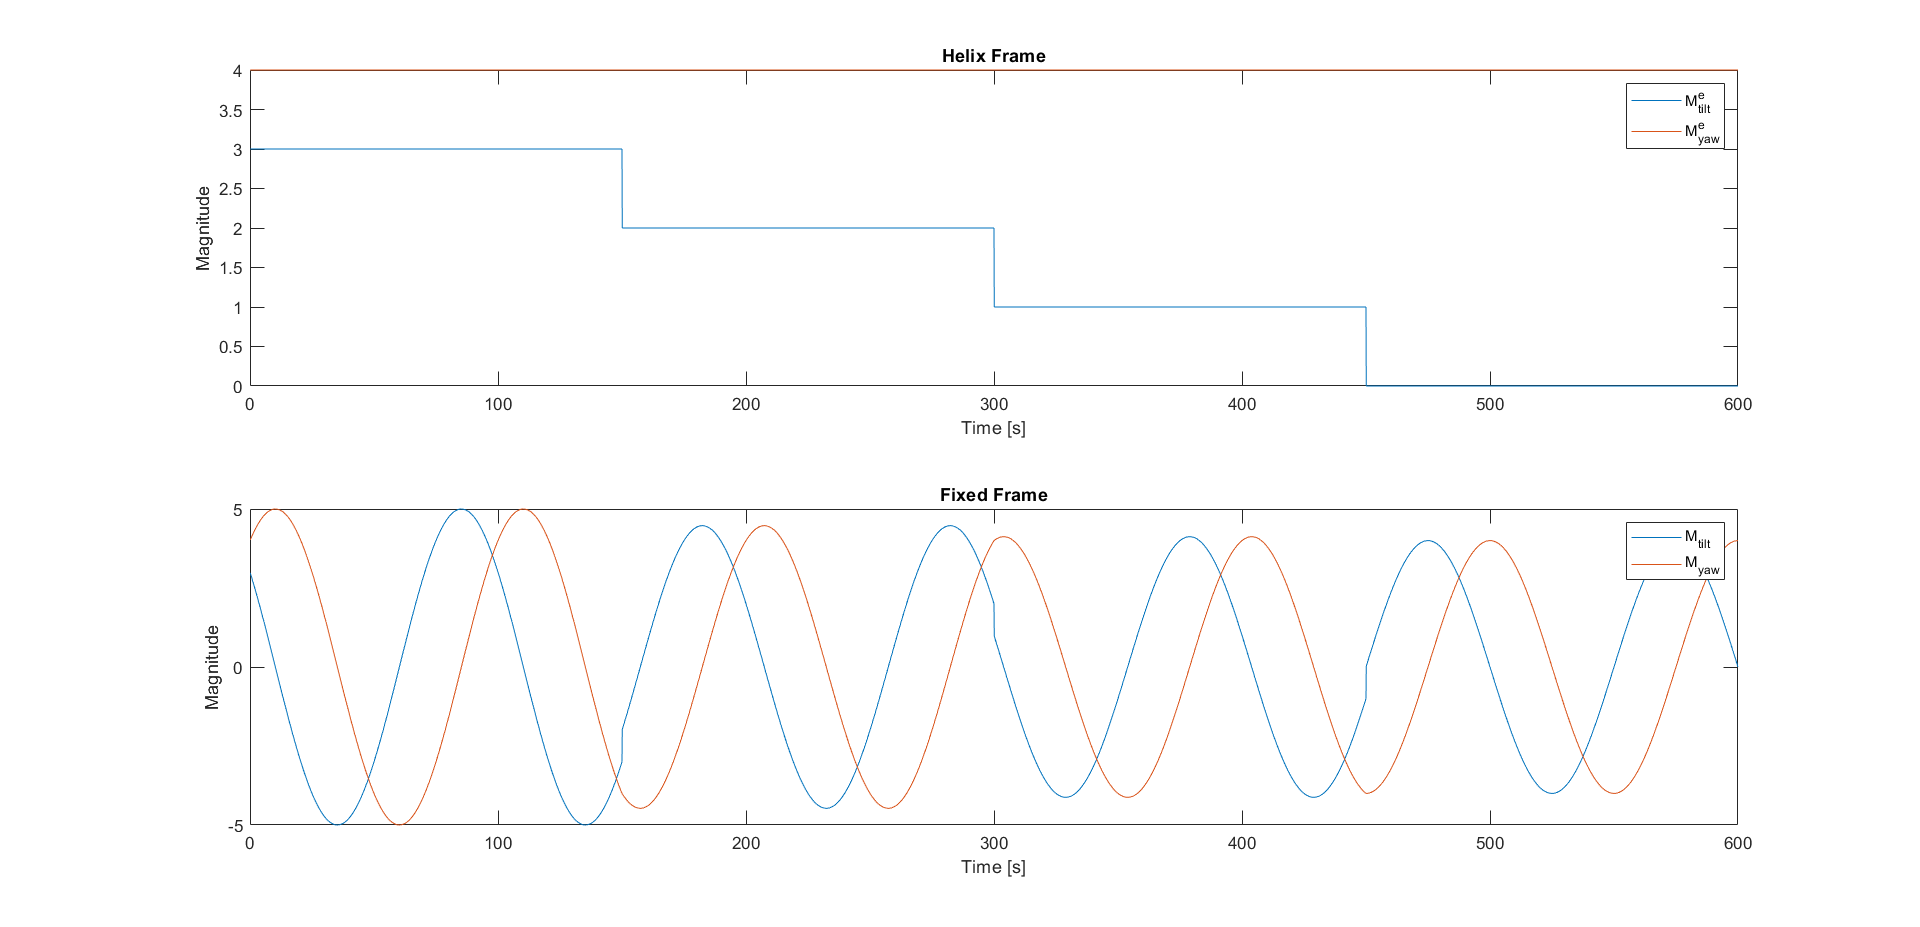 Helix Frame
Magnitude
4
3.5
3
2.5
2
1.5
1
0.5
0
M^e_tilt
M^e_yaw
0 100 200 300 400 500 600
Time [s]
Fixed Frame
Magnitude
5
0
-5
M_tilt
M_yaw
0 100 200 300 400 500 600
Time [s]